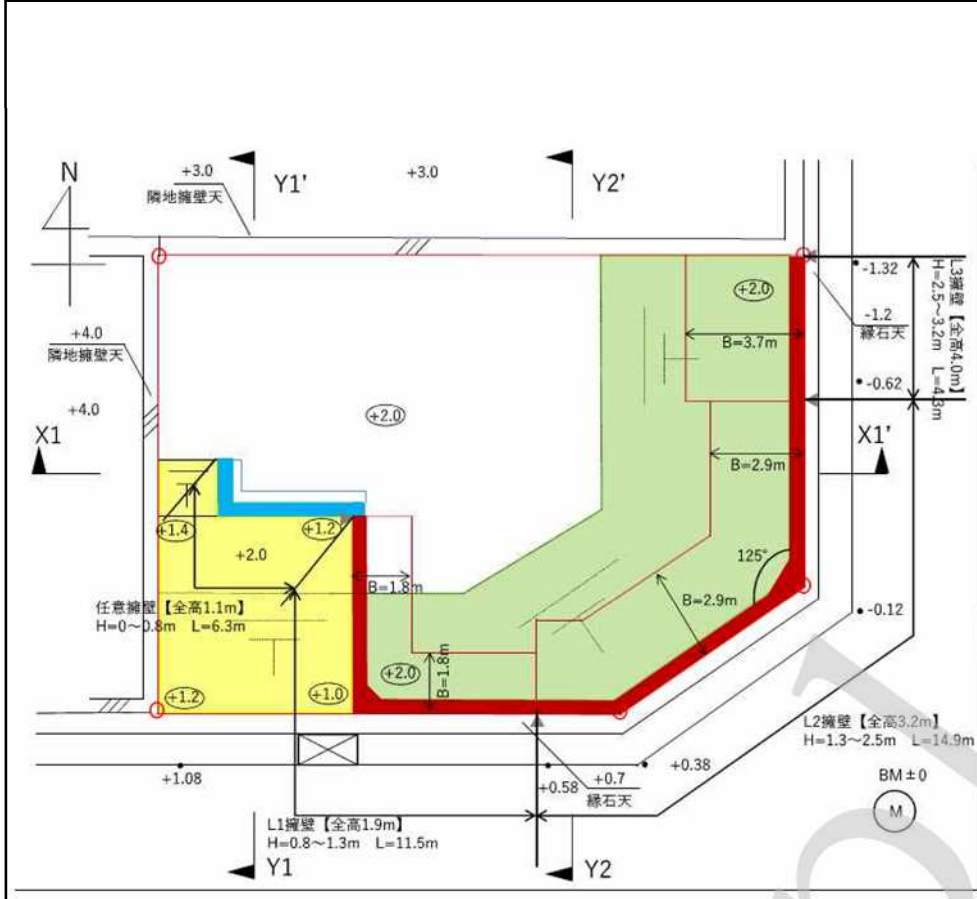 N
+3.0
隣地擁壁天
Y1'
+3.0
Y2'
+4.0
隣地擁壁天
+4.0
X1
+2.0
+2.0
B=3.7m
B=2.9m
-1.32
-1.2
縁石天
-0.62
L3擁壁【全高4.0m】
H=2.5～3.2m L=4.3m
X1'
+1.4
+1.2
+2.0
B=1.8m
125°
B=2.9m
-0.12
任意擁壁【全高1.1m】
H=0～0.8m L=6.3m
+1.2
+1.0
+2.0
B=1.8m
L2擁壁【全高3.2m】
H=1.3～2.5m L=14.9m
+1.08
+0.58
+0.7
縁石天
+0.38
BM±0
M
L1擁壁【全高1.9m】
H=0.8～1.3m L=11.5m
Y1
Y2